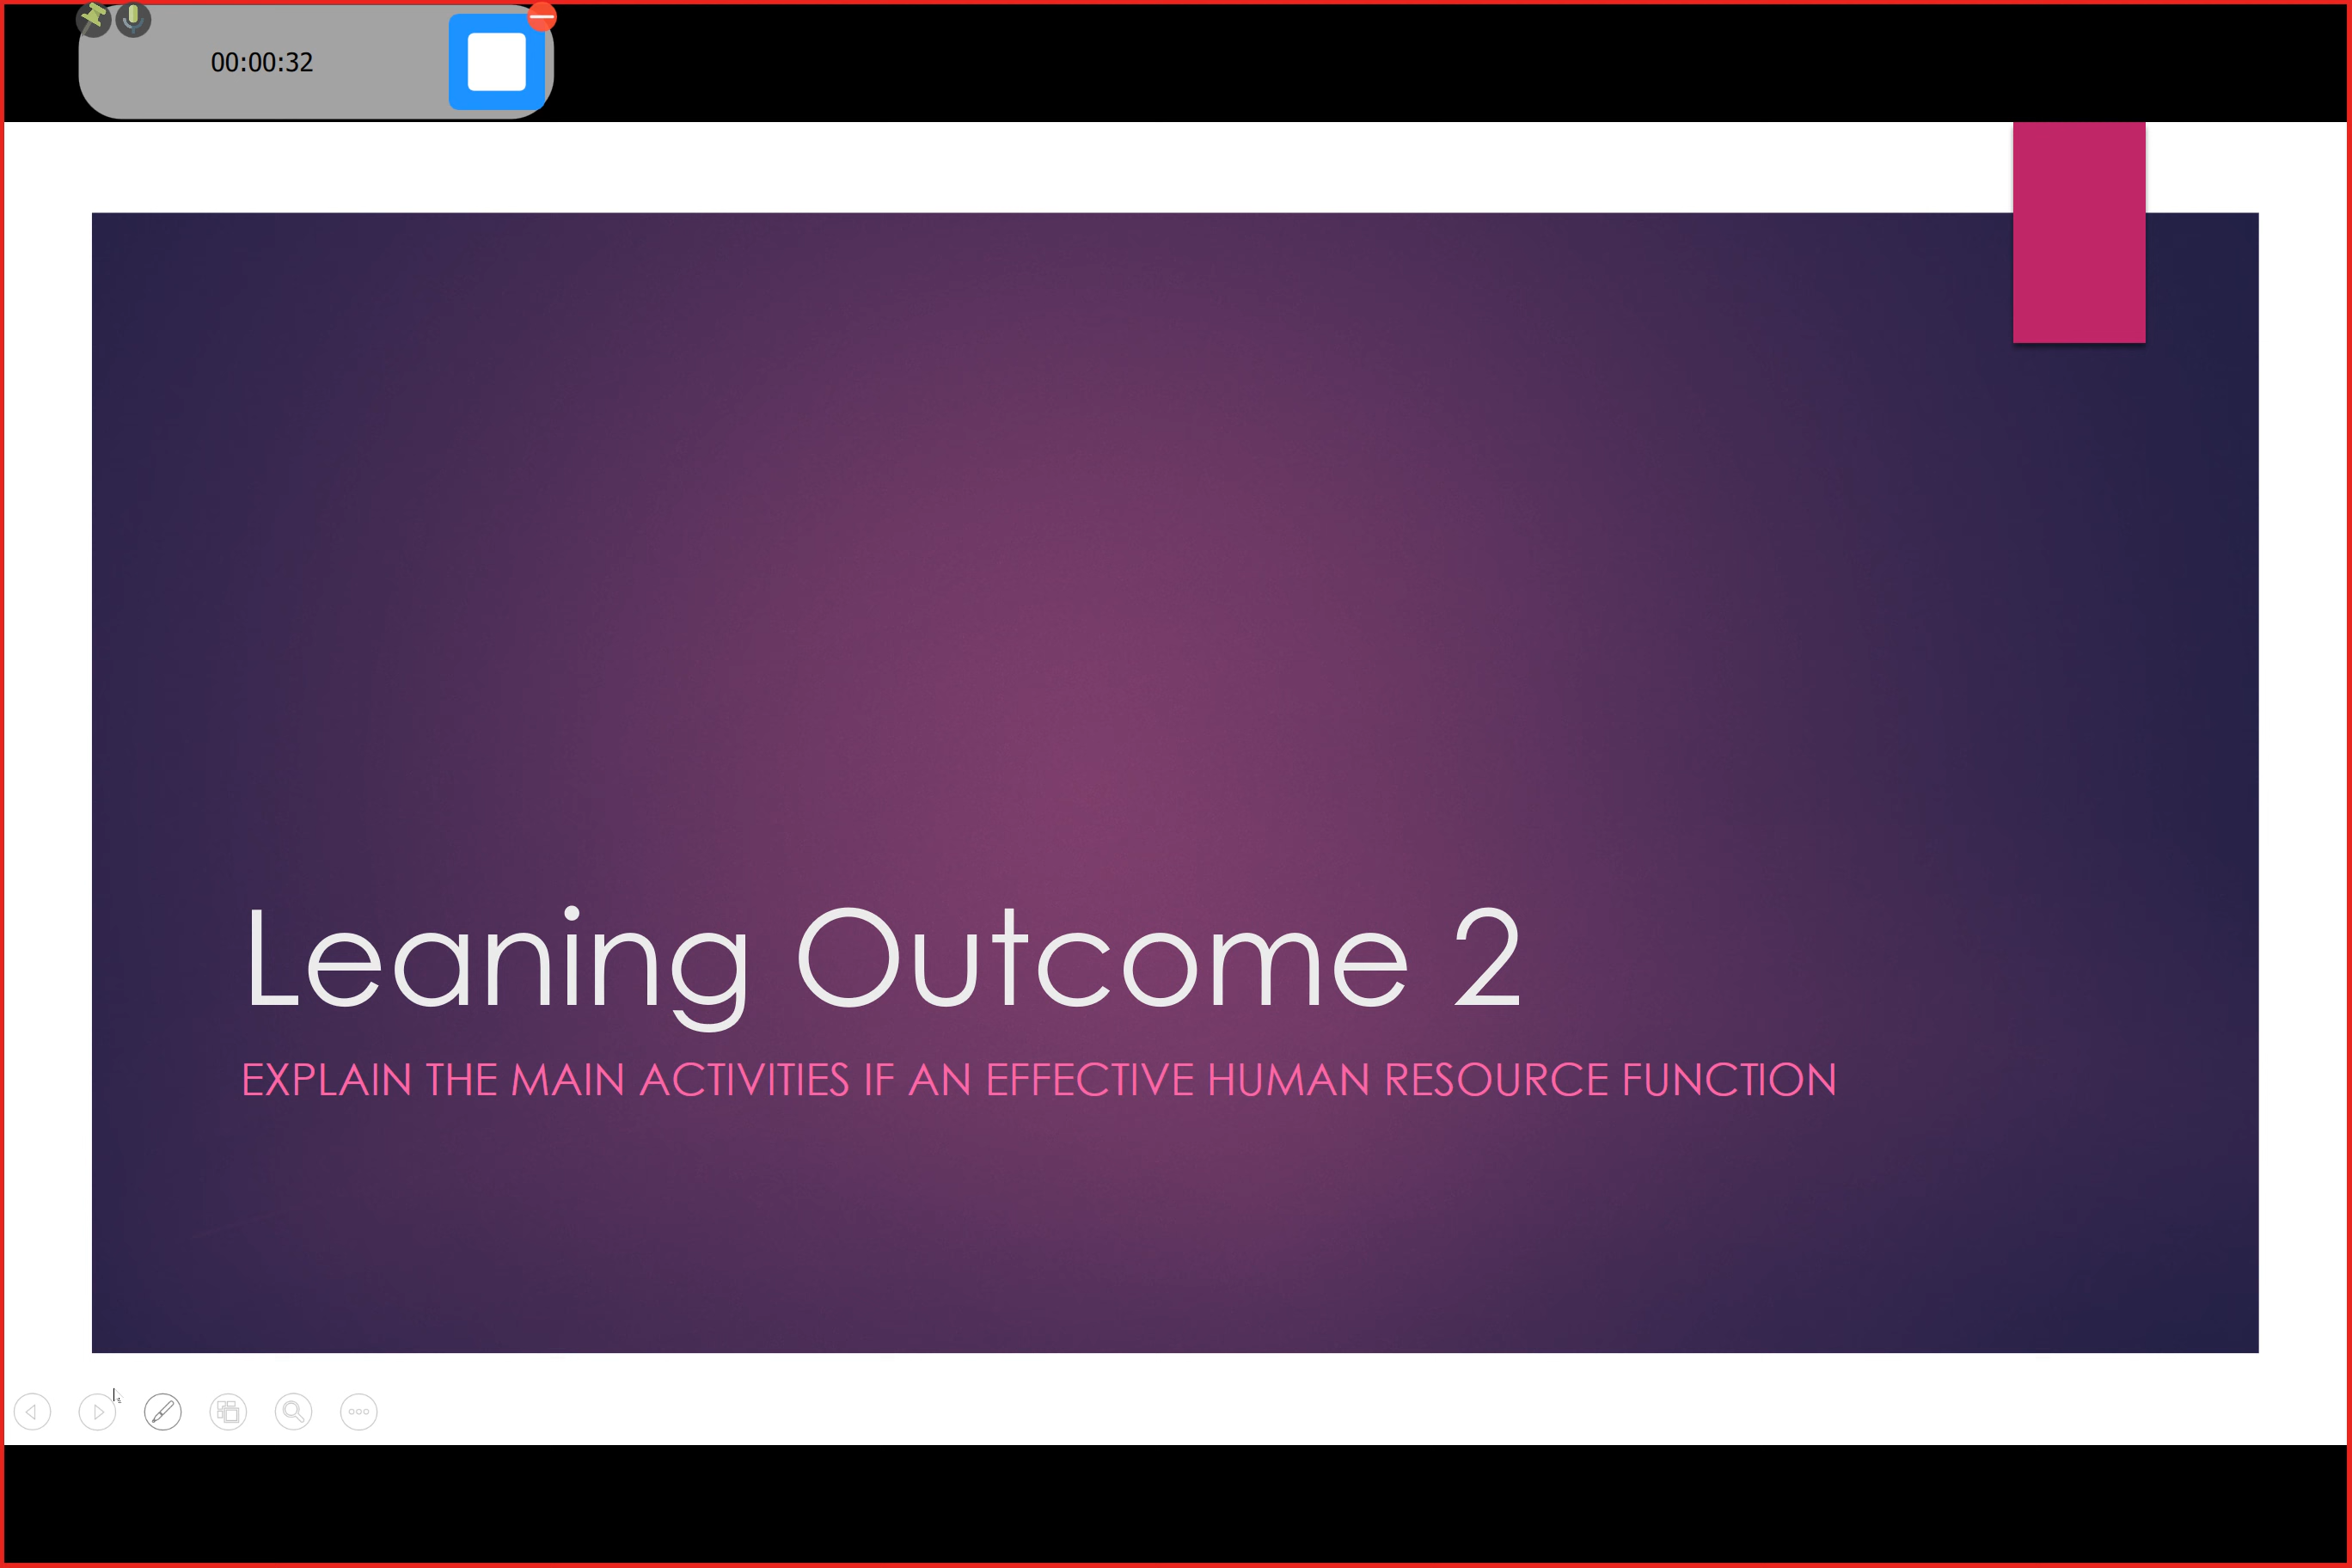 00:00:32
Leaning Outcome 2
EXPLAIN THE MAIN ACTIVITIES IF AN EFFECTIVE HUMAN RESOURCE FUNCTION